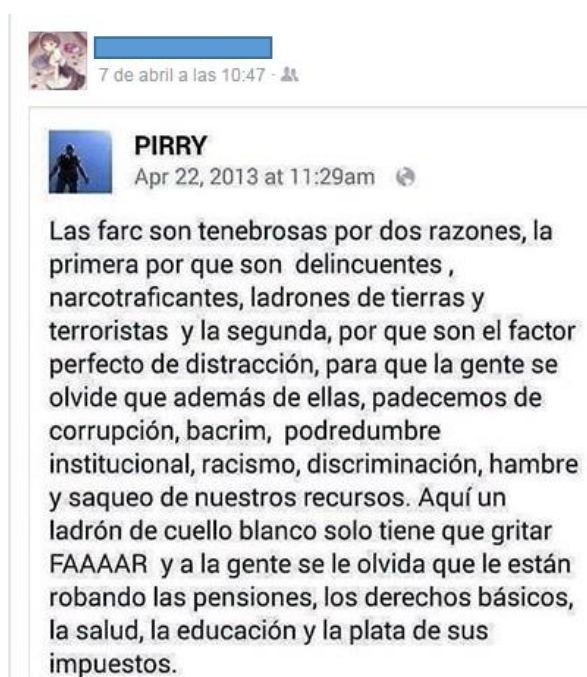 7 de abril a las 10:47 ·
PIRRY
Apr 22, 2013 at 11:29am
Las farc son tenebrosas por dos razones, la
primera por que son delincuentes ,
narcotraficantes, ladrones de tierras y
terroristas y la segunda, por que son el factor
perfecto de distracción, para que la gente se
olvide que además de ellas, padecemos de
corrupción, bacrim, podredumbre
institucional, racismo, discriminación, hambre
y saqueo de nuestros recursos. Aquí un
ladrón de cuello blanco solo tiene que gritar
FAAAAR y a la gente se le olvida que le están
robando las pensiones, los derechos básicos,
la salud, la educación y la plata de sus
impuestos.